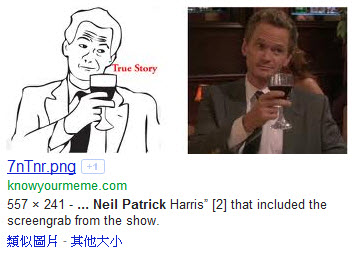 True Story
7nTnr.png +1
knowyourmeme.com
557 × 241 - ... Neil Patrick Harris” [2] that included the
screengrab from the show.
類似圖片 - 其他大小